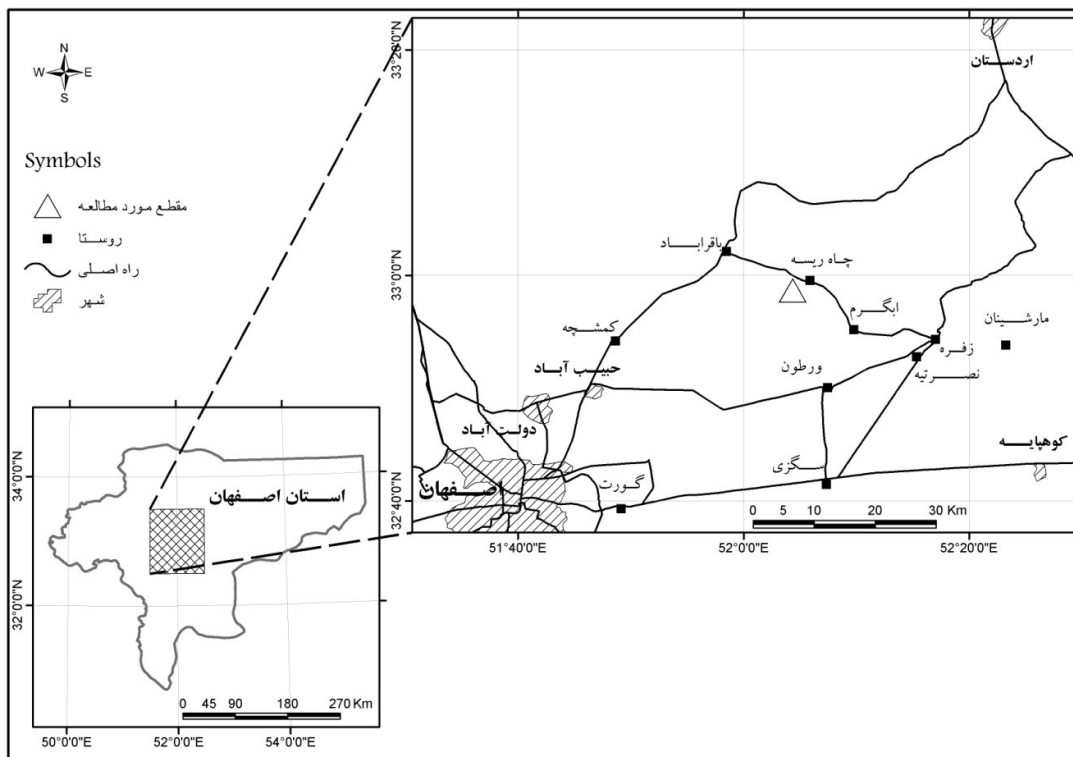 N
W E
S
Symbols
مقطع مورد مطالعه
روستا
راه اصلی
شهر
33°20'0"N
33°0'0"N
32°40'0"N
51°40'0"E
52°0'0"E
52°20'0"E
اردستان
باقراباد
چاه ریسه
ابگرم
مارشینان
زفره
نصرتیه
کمشچه
حبیب آباد
ورطون
دولت آباد
کوهپایه
سگزی
اصفهان
گورت
0 5 10 20 30 Km
استان اصفهان
34°0'0"N
32°0'0"N
0 45 90 180 270 Km
50°0'0"E
52°0'0"E
54°0'0"E